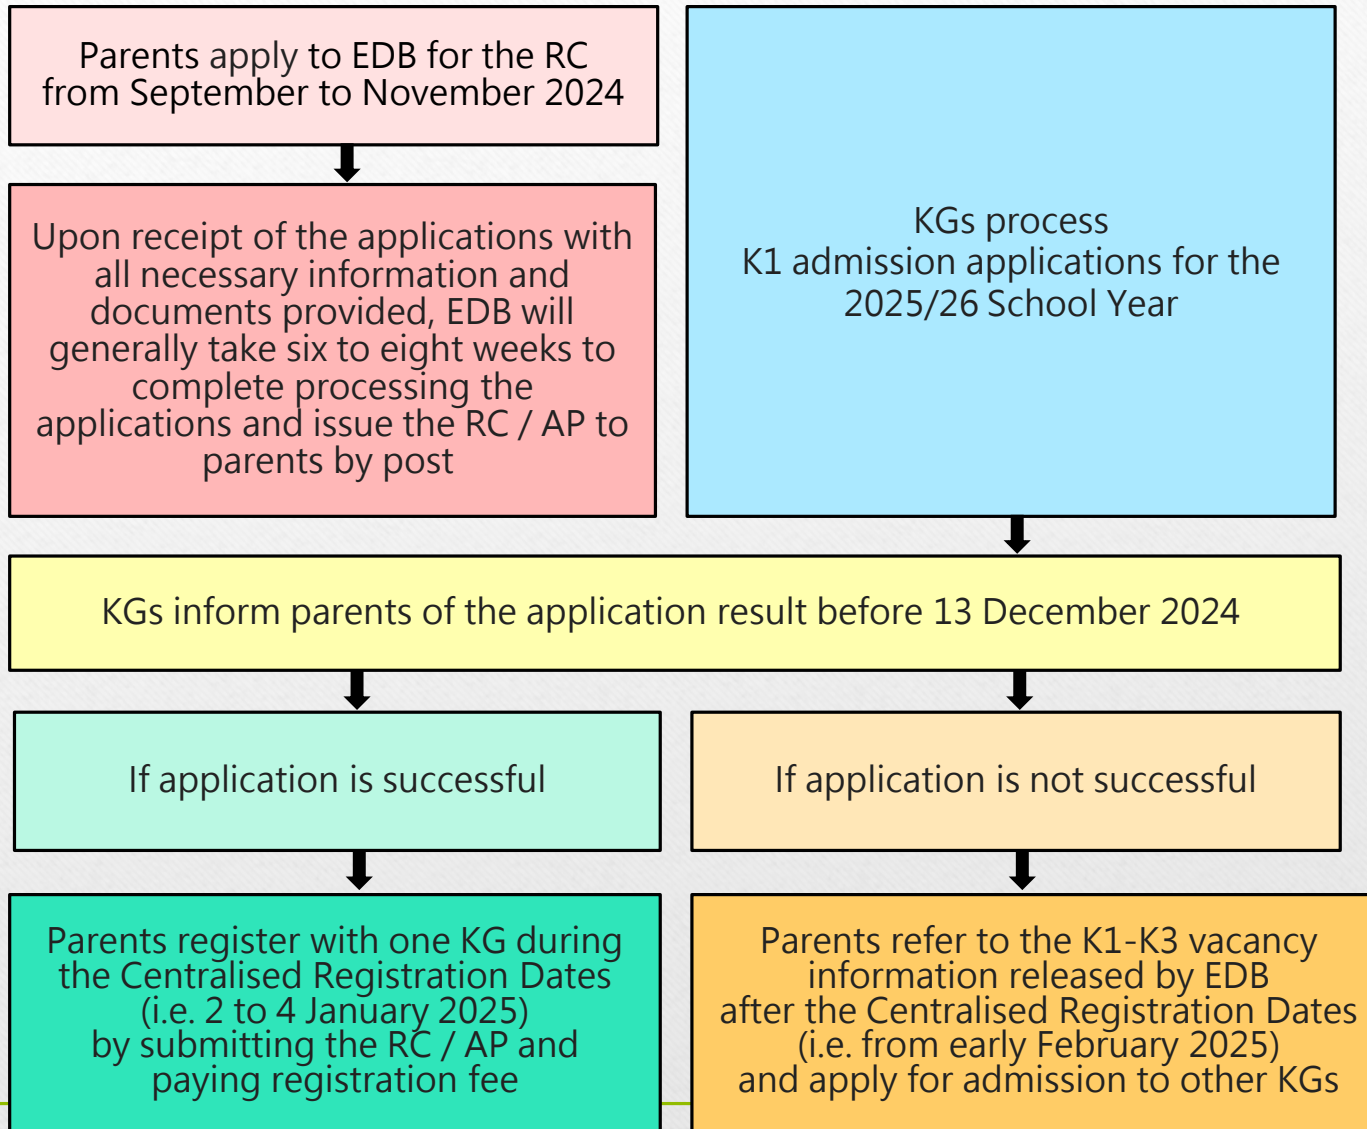 Parents apply to EDB for the RC
from September to November 2024
Upon receipt of the applications with
all necessary information and
documents provided, EDB will
generally take six to eight weeks to
complete processing the
applications and issue the RC / AP to
parents by post
KGs process
K1 admission applications for the
2025/26 School Year
KGs inform parents of the application result before 13 December 2024
If application is successful
If application is not successful
Parents register with one KG during
the Centralised Registration Dates
(i.e. 2 to 4 January 2025)
by submitting the RC / AP and
paying registration fee
Parents refer to the K1-K3 vacancy
information released by EDB
after the Centralised Registration Dates
(i.e. from early February 2025)
and apply for admission to other KGs